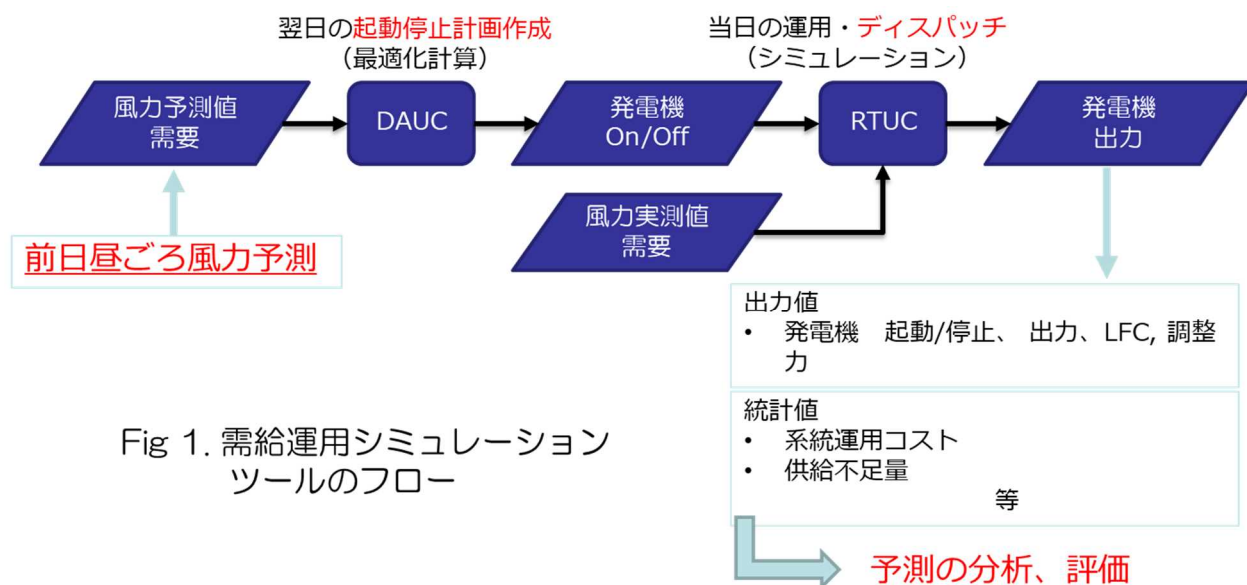 翌日の起動停止計画作成
（最適化計算）
当日の運用・ディスパッチ
（シミュレーション）
風力予測値
需要
DAUC
発電機
On/Off
RTUC
発電機
出力
風力実測値
需要
前日昼ごろ風力予測
出力値
• 発電機　起動/停止、 出力、LFC, 調整
力
統計値
• 系統運用コスト
• 供給不足量
等
Fig 1. 需給運用シミュレーション
ツールのフロー
予測の分析、評価